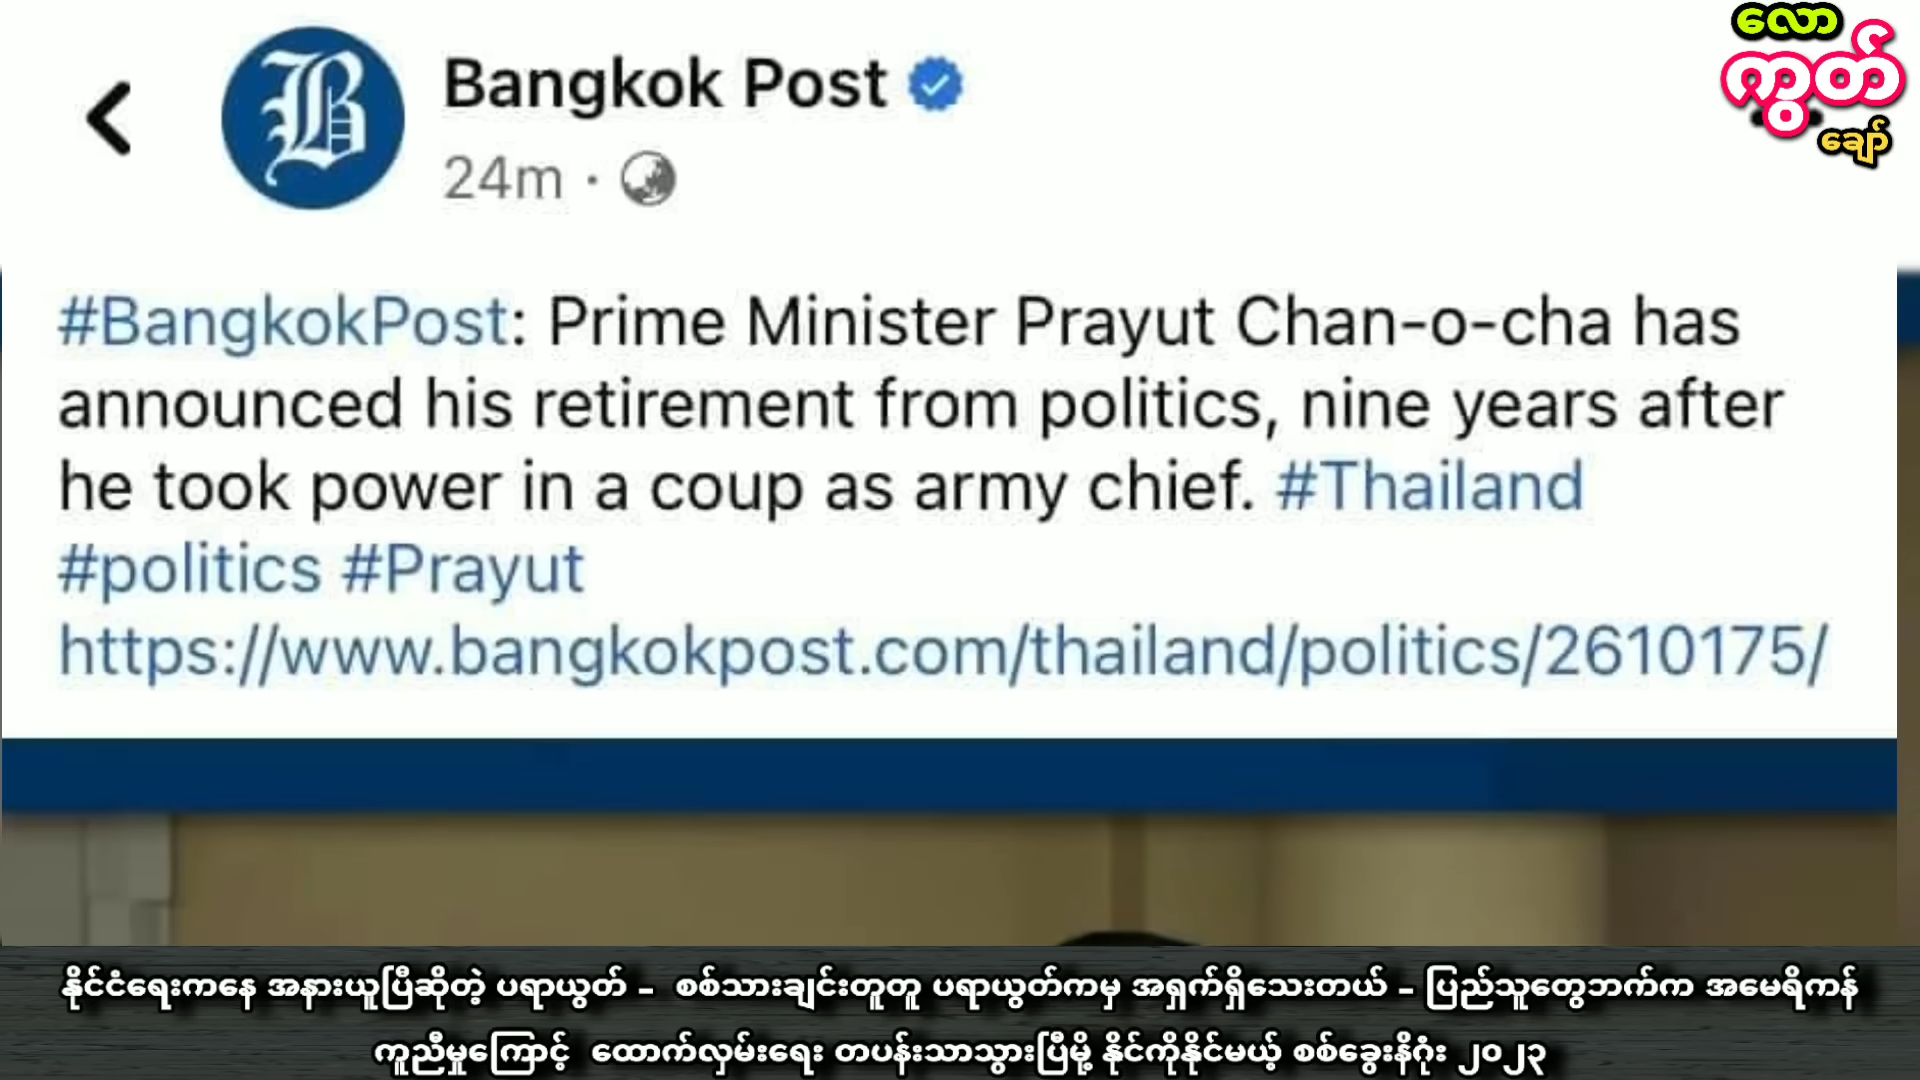 Bangkok Post
24m ·
#BangkokPost: Prime Minister Prayut Chan-o-cha has
announced his retirement from politics, nine years after
he took power in a coup as army chief. #Thailand
#politics #Prayut
https://www.bangkokpost.com/thailand/politics/2610175/
လော
ကွတ်
ချော်
နိုင်ငံရေးကနေ အနားယူပြီဆိုတဲ့ ပရာယွတ် - စစ်သားချင်းတူတူ ပရာယွတ်ကမှ အရှက်ရှိသေးတယ် - ပြည်သူတွေဘက်က အမေရိကန်
ကူညီမှုကြောင့် ထောက်လှမ်းရေး တပန်းသာသွားပြီမို့ နိုင်ကိုနိုင်မယ့် စစ်ခွေးနိဂုံး ၂၀၂၃